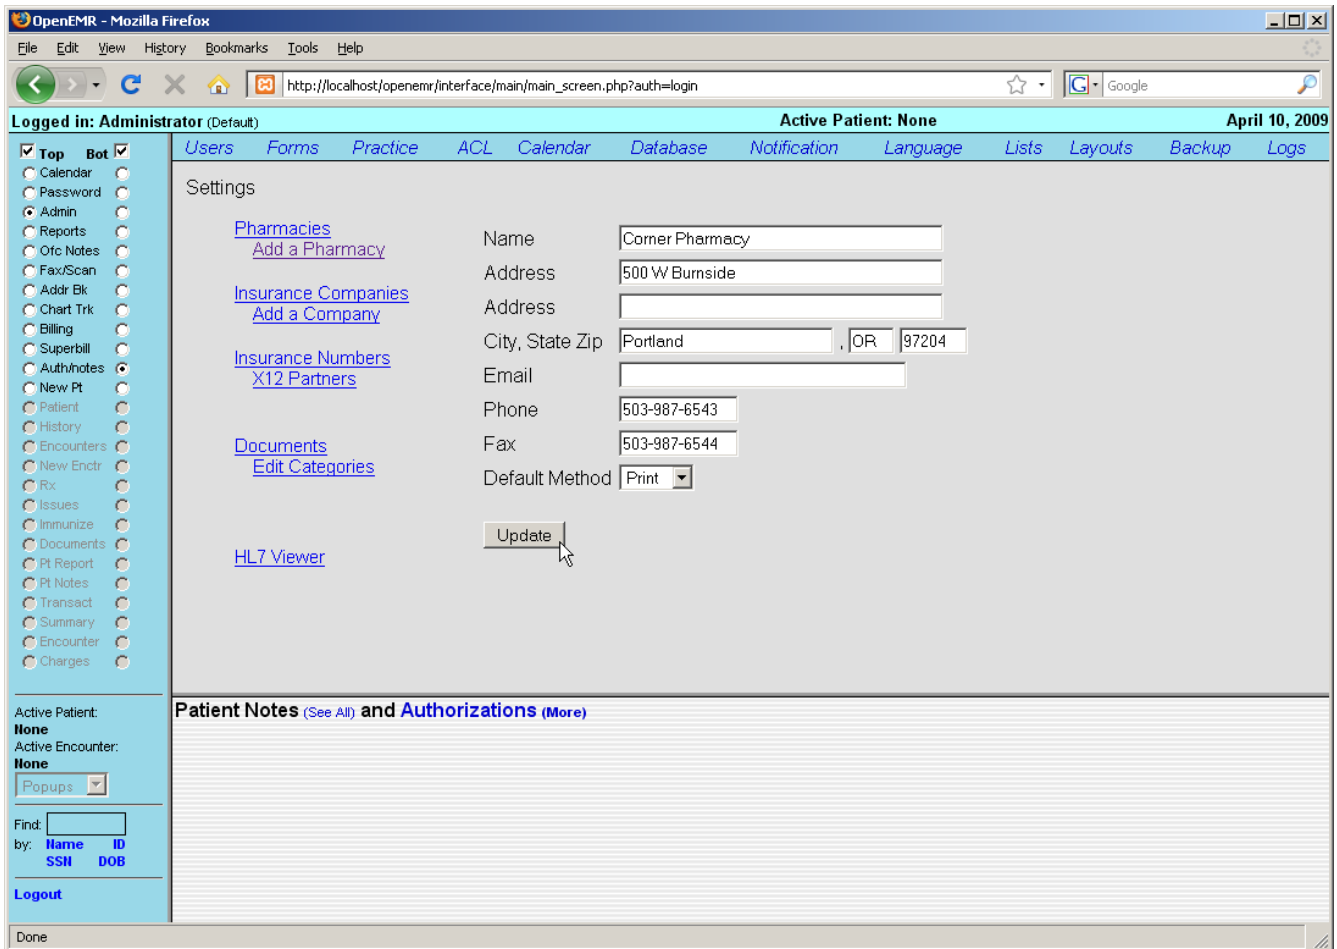 OpenEMR - Mozilla Firefox
File Edit View History Bookmarks Tools Help
http://localhost/openemr/interface/main/main_screen.php?auth=login
G Google
Logged in: Administrator (Default) Active Patient: None April 10, 2009
Users Forms Practice ACL Calendar Database Notification Language Lists Layouts Backup Logs
Top Bot
Calendar
Password
Admin
Reports
Ofc Notes
Fax/Scan
Addr Bk
Chart Trk
Billing
Superbill
Auth/notes
New Pt
Patient
History
Encounters
New Enctr
Rx
Issues
Immunize
Documents
Pt Report
Pt Notes
Transact
Summary
Encounter
Charges
Active Patient:
None
Active Encounter:
None
Popups
Find:
by: Name ID
SSN DOB
Logout
Settings
Pharmacies
Add a Pharmacy
Insurance Companies
Add a Company
Insurance Numbers
X12 Partners
Documents
Edit Categories
HL7 Viewer
Name Corner Pharmacy
Address 500 W Burnside
Address
City, State Zip Portland , OR 97204
Email
Phone 503-987-6543
Fax 503-987-6544
Default Method Print
Update
Patient Notes (See All) and Authorizations (More)
Done